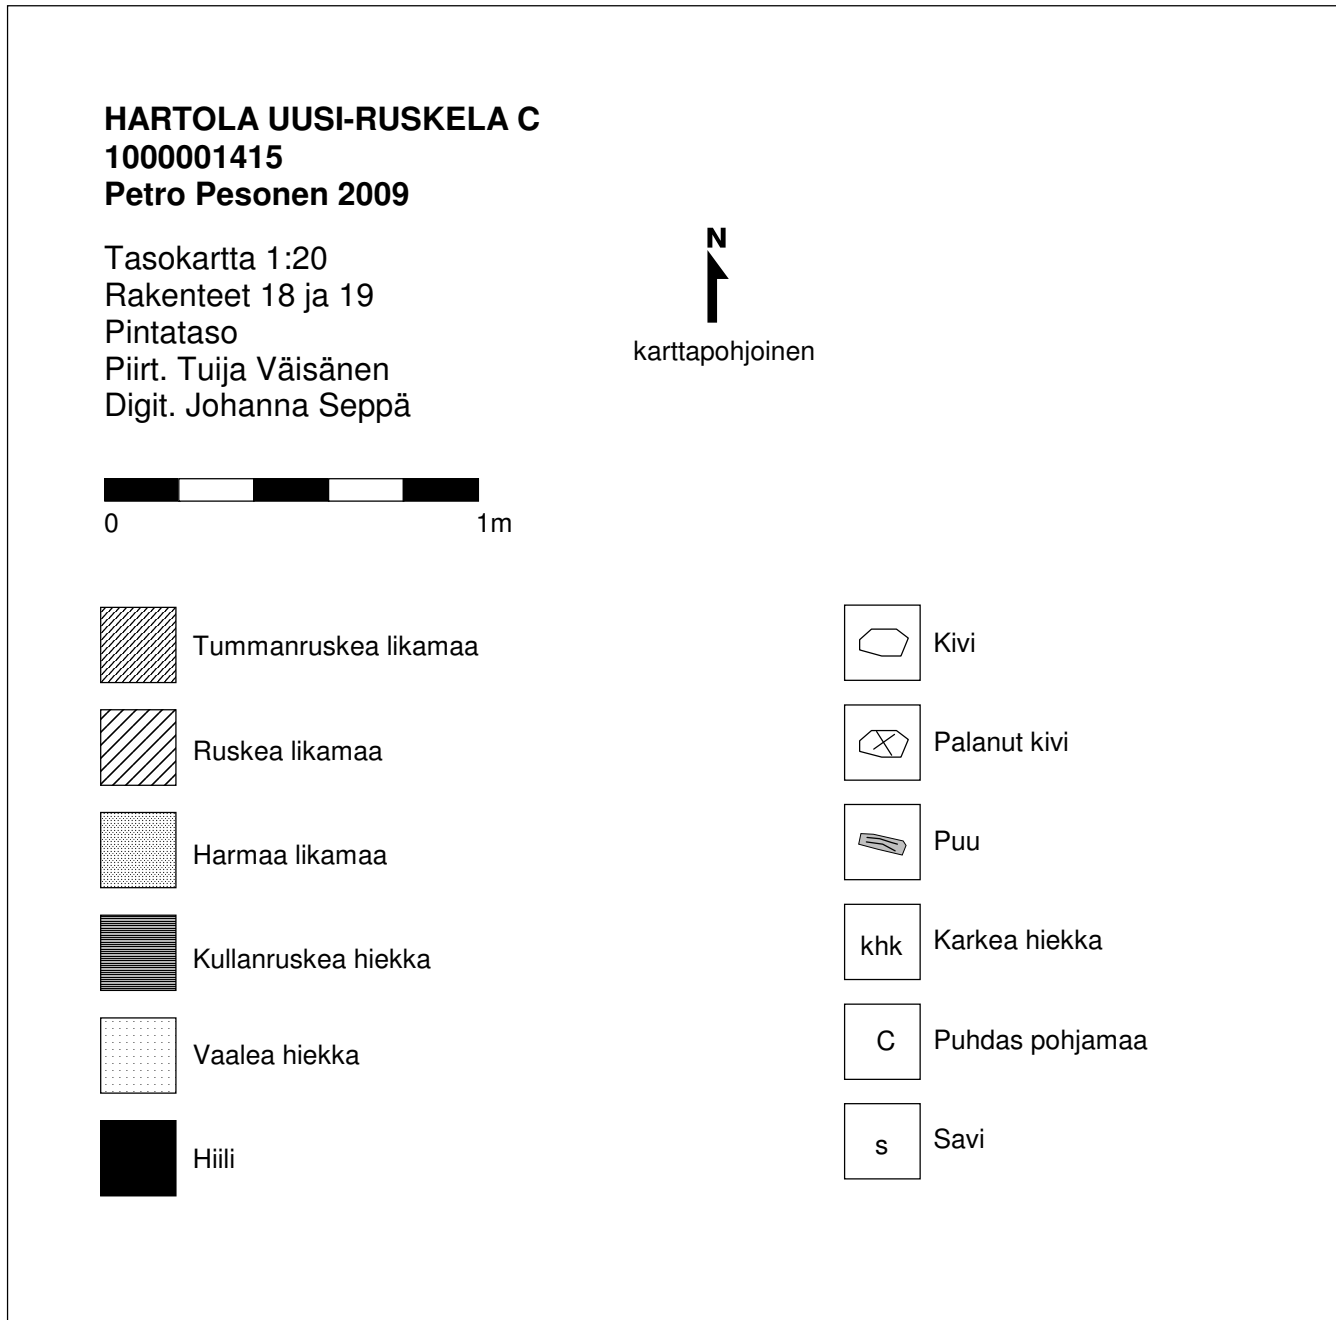 HARTOLA UUSI-RUSKELA C
1000001415
Petro Pesonen 2009
Tasokartta 1:20
Rakenteet 18 ja 19
Pintataso
Piirt. Tuija Väisänen
Digit. Johanna Seppä
N
karttapohjoinen
0 1m
Tummanruskea likamaa
Ruskea likamaa
Harmaa likamaa
Kullanruskea hiekka
Vaalea hiekka
Hiili
Kivi
Palanut kivi
Puu
khk Karkea hiekka
C Puhdas pohjamaa
s Savi